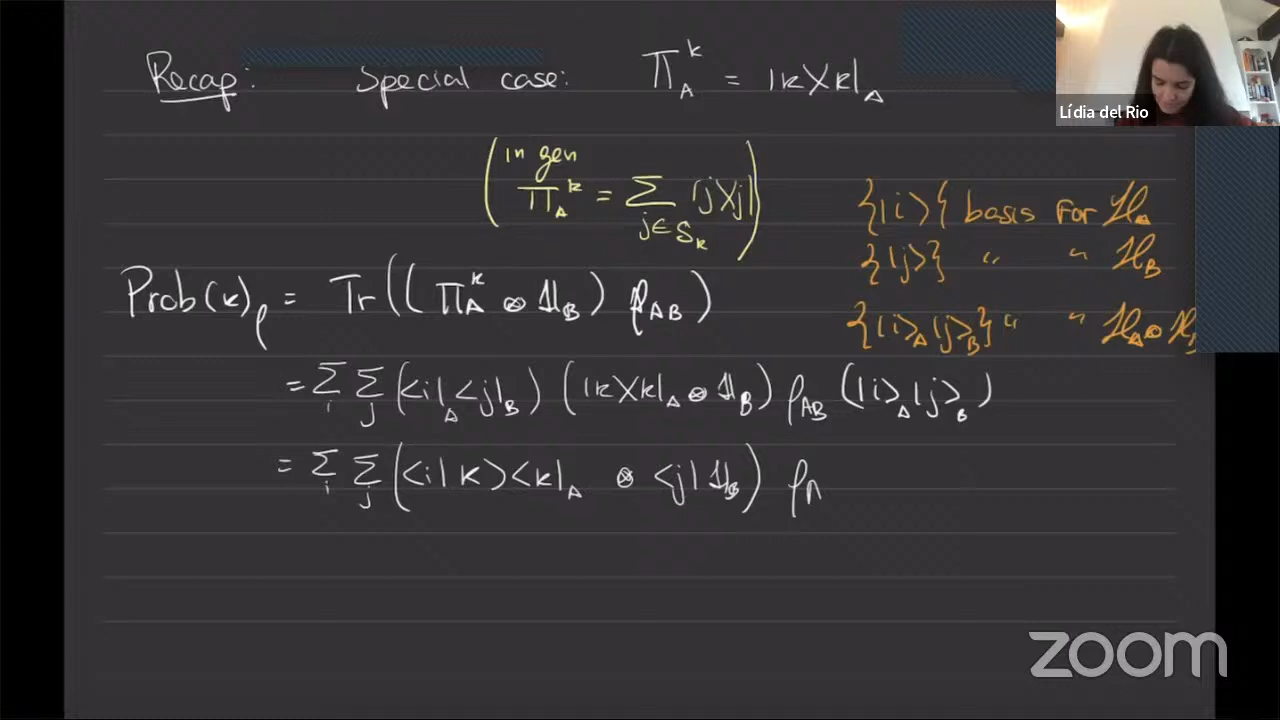 Recap: Special case: Π_A^k = |k⟩⟨k|_A
Lídia del Rio
(in gen Π_A^k = Σ_{j∈S_k} |j⟩⟨j|)
{|i⟩} basis for ℋ_A
{|j⟩} " " ℋ_B
{|i⟩_A |j⟩_B} " " ℋ_A ⊗ ℋ_B
Prob(k)_ρ = Tr((Π_A^k ⊗ 𝟙_B) ρ_AB)
= Σ_i Σ_j (⟨i|_A ⟨j|_B) (|k⟩⟨k|_A ⊗ 𝟙_B) ρ_AB (|i⟩_A |j⟩_B)
= Σ_i Σ_j (⟨i|k⟩⟨k|_A ⊗ ⟨j|𝟙_B) ρ
zoom